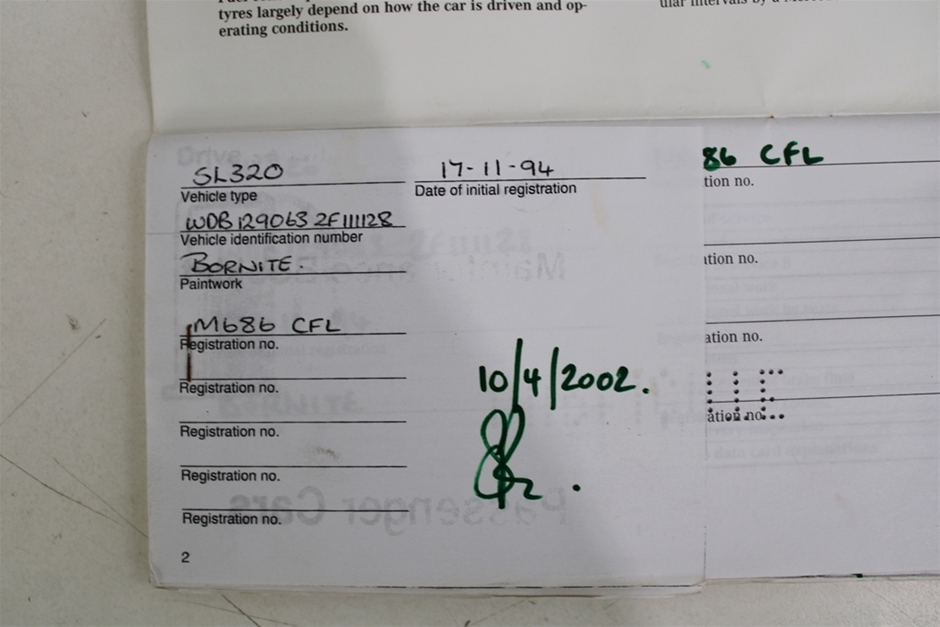 tyres largely depend on how the car is driven and op-
erating conditions.
SL320
Vehicle type
17-11-94
Date of initial registration
WDB1290632F111128
Vehicle identification number
BORNITE.
Paintwork
M686 CFL
Registration no.
Registration no.
Registration no.
Registration no.
Registration no.
10/4/2002.
2
86 CFL
tion no.
ation no.
ation no.
ation no.
Passenger Cars